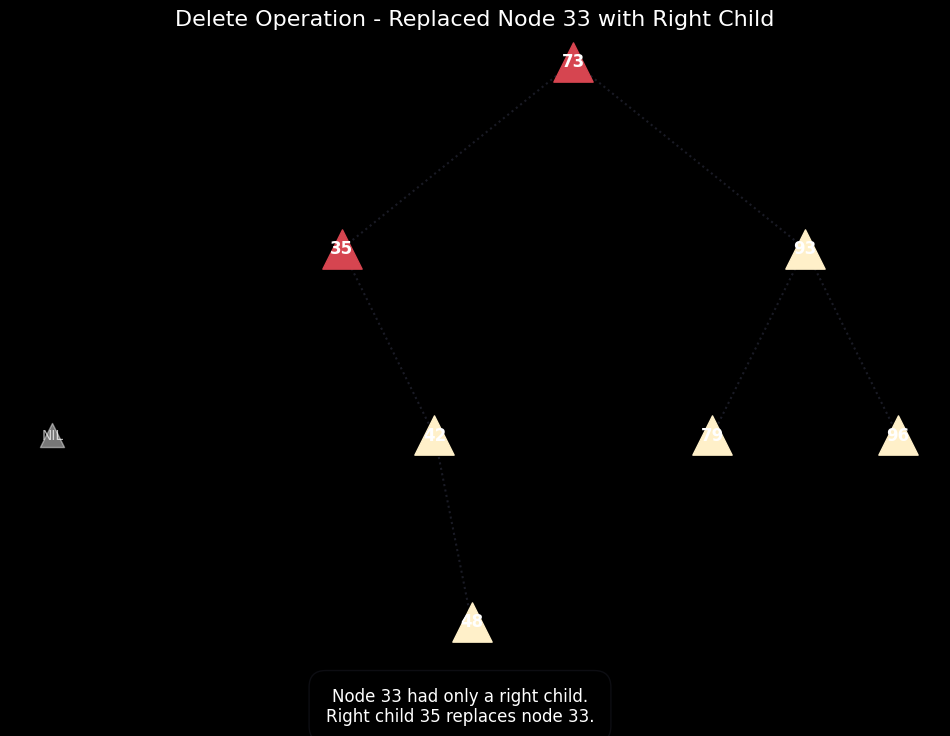 Delete Operation - Replaced Node 33 with Right Child
73
35
93
NIL
42
79
96
48
Node 33 had only a right child.
Right child 35 replaces node 33.